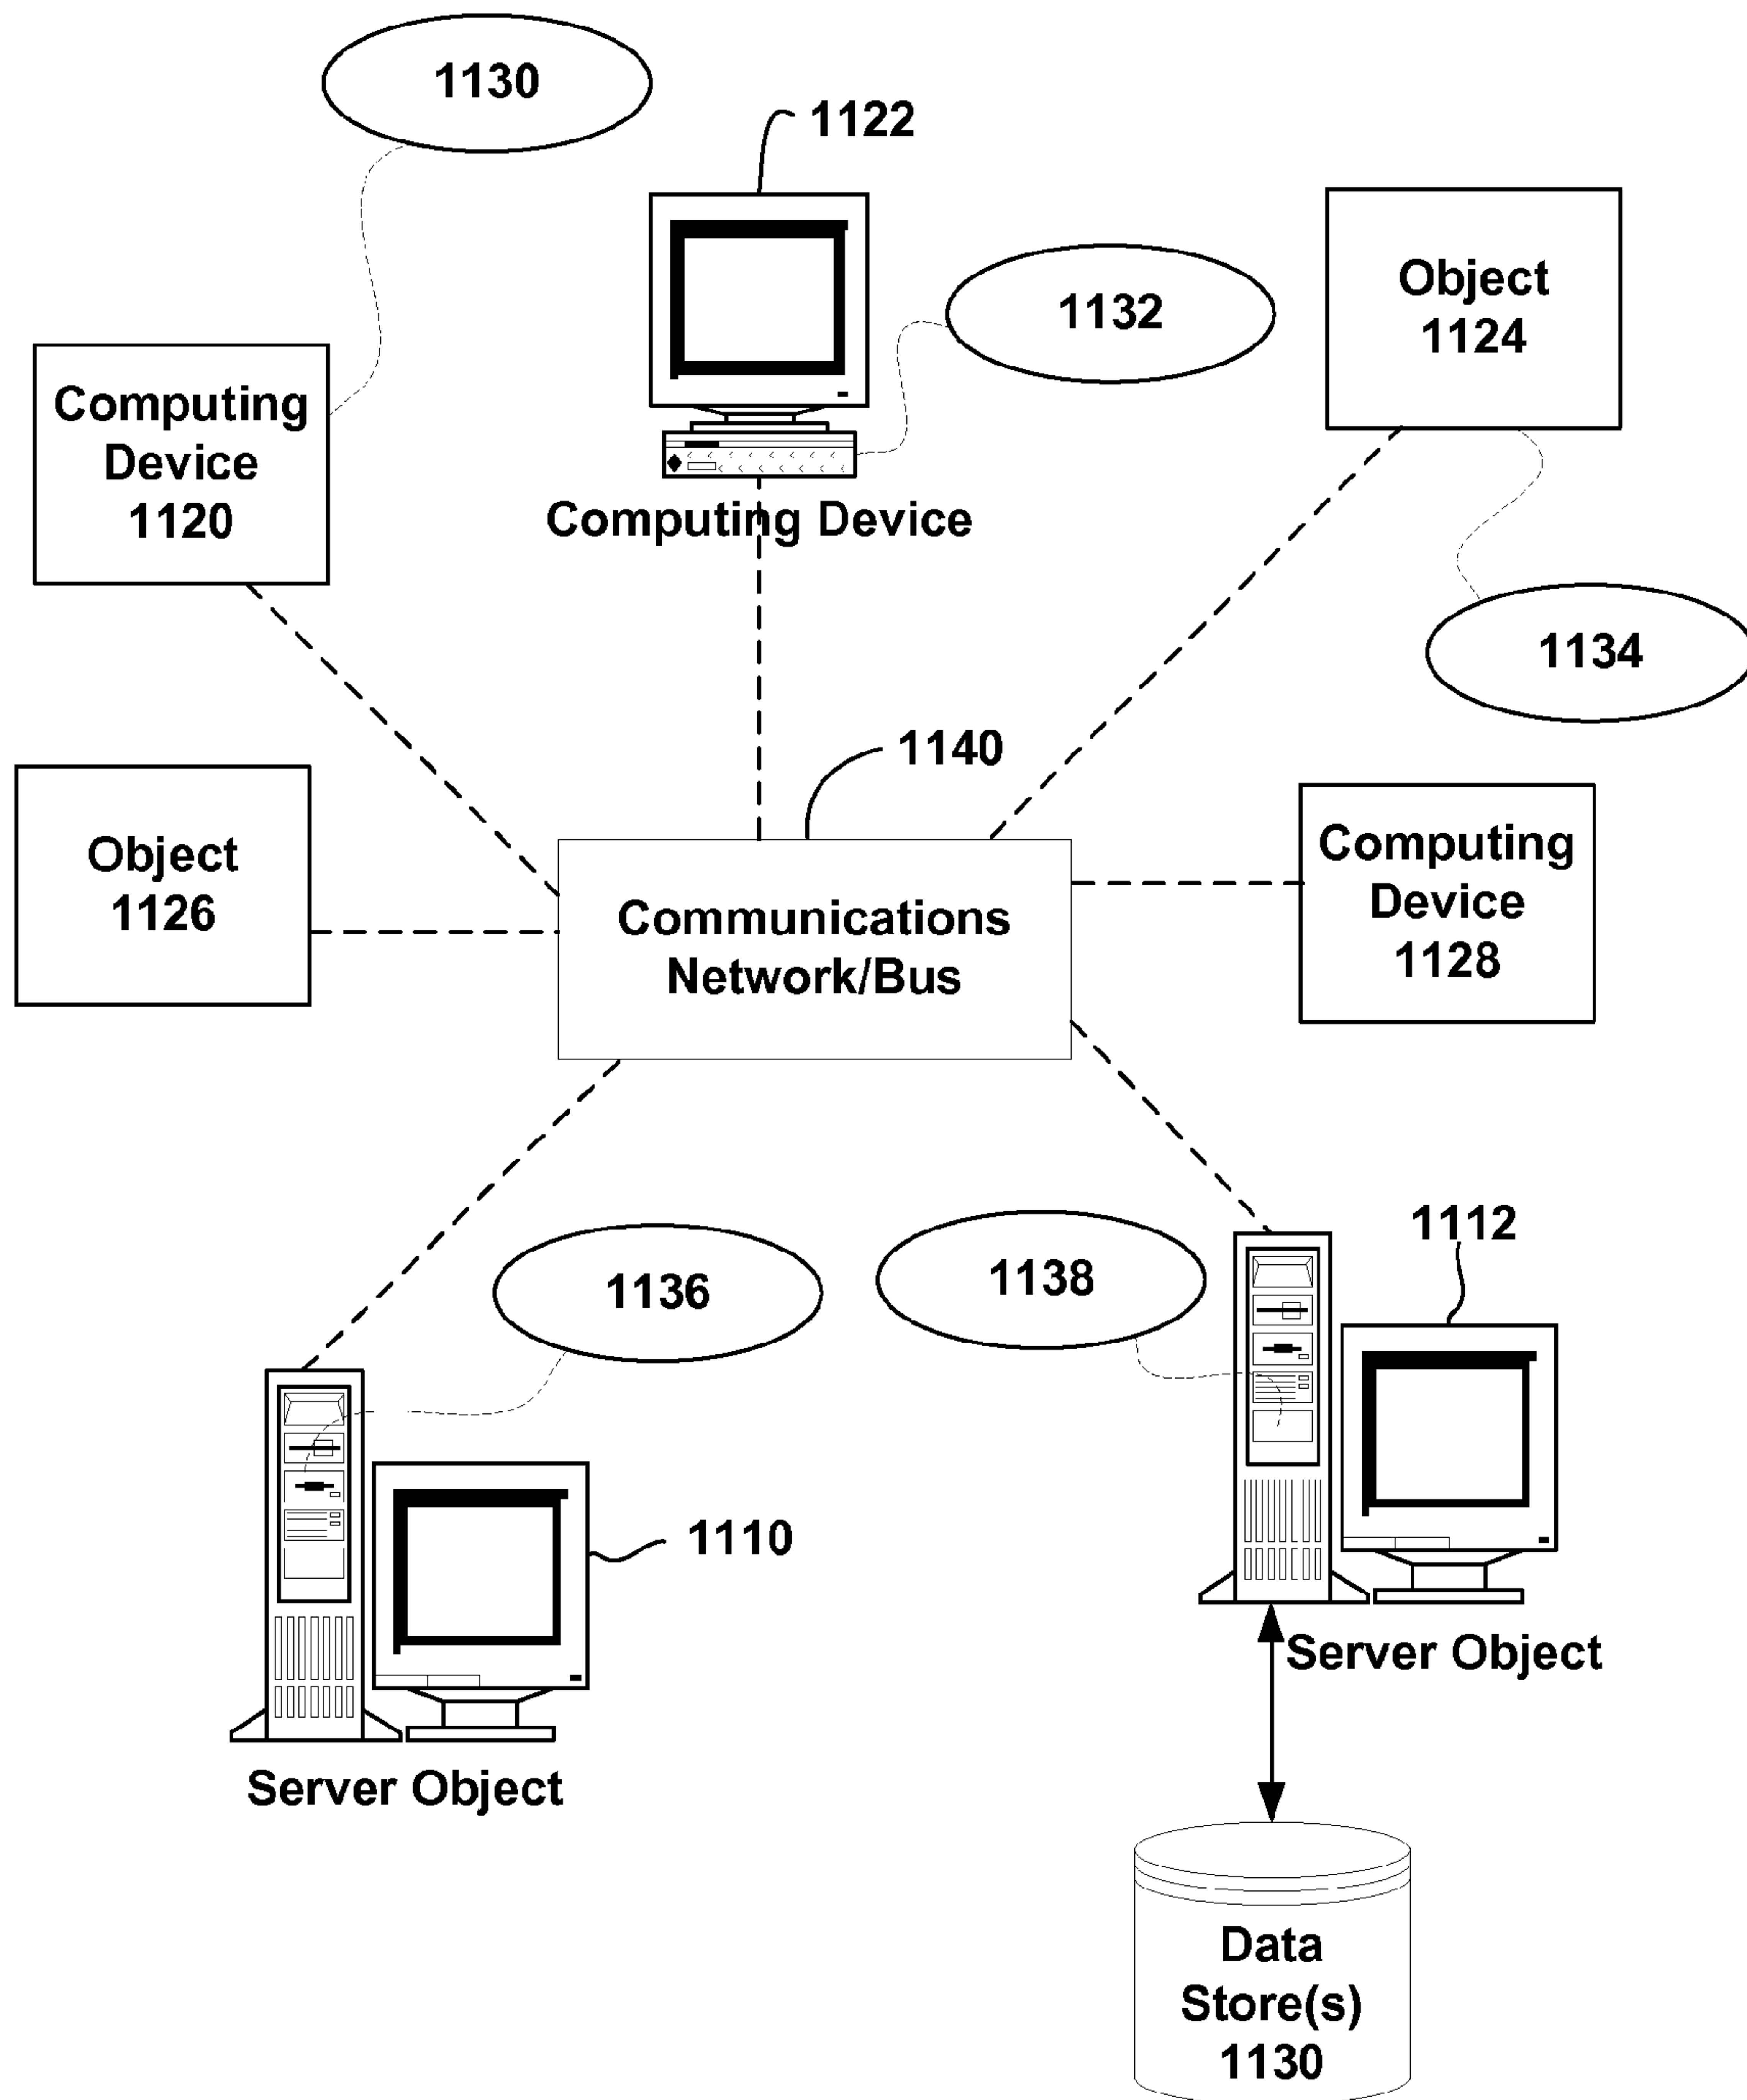 1130
1122
1132
Object
1124
Computing
Device
1120
Computing Device
1134
1140
Object
1126
Communications
Network/Bus
Computing
Device
1128
1136
1138
1112
1110
Server Object
Server Object
Data
Store(s)
1130